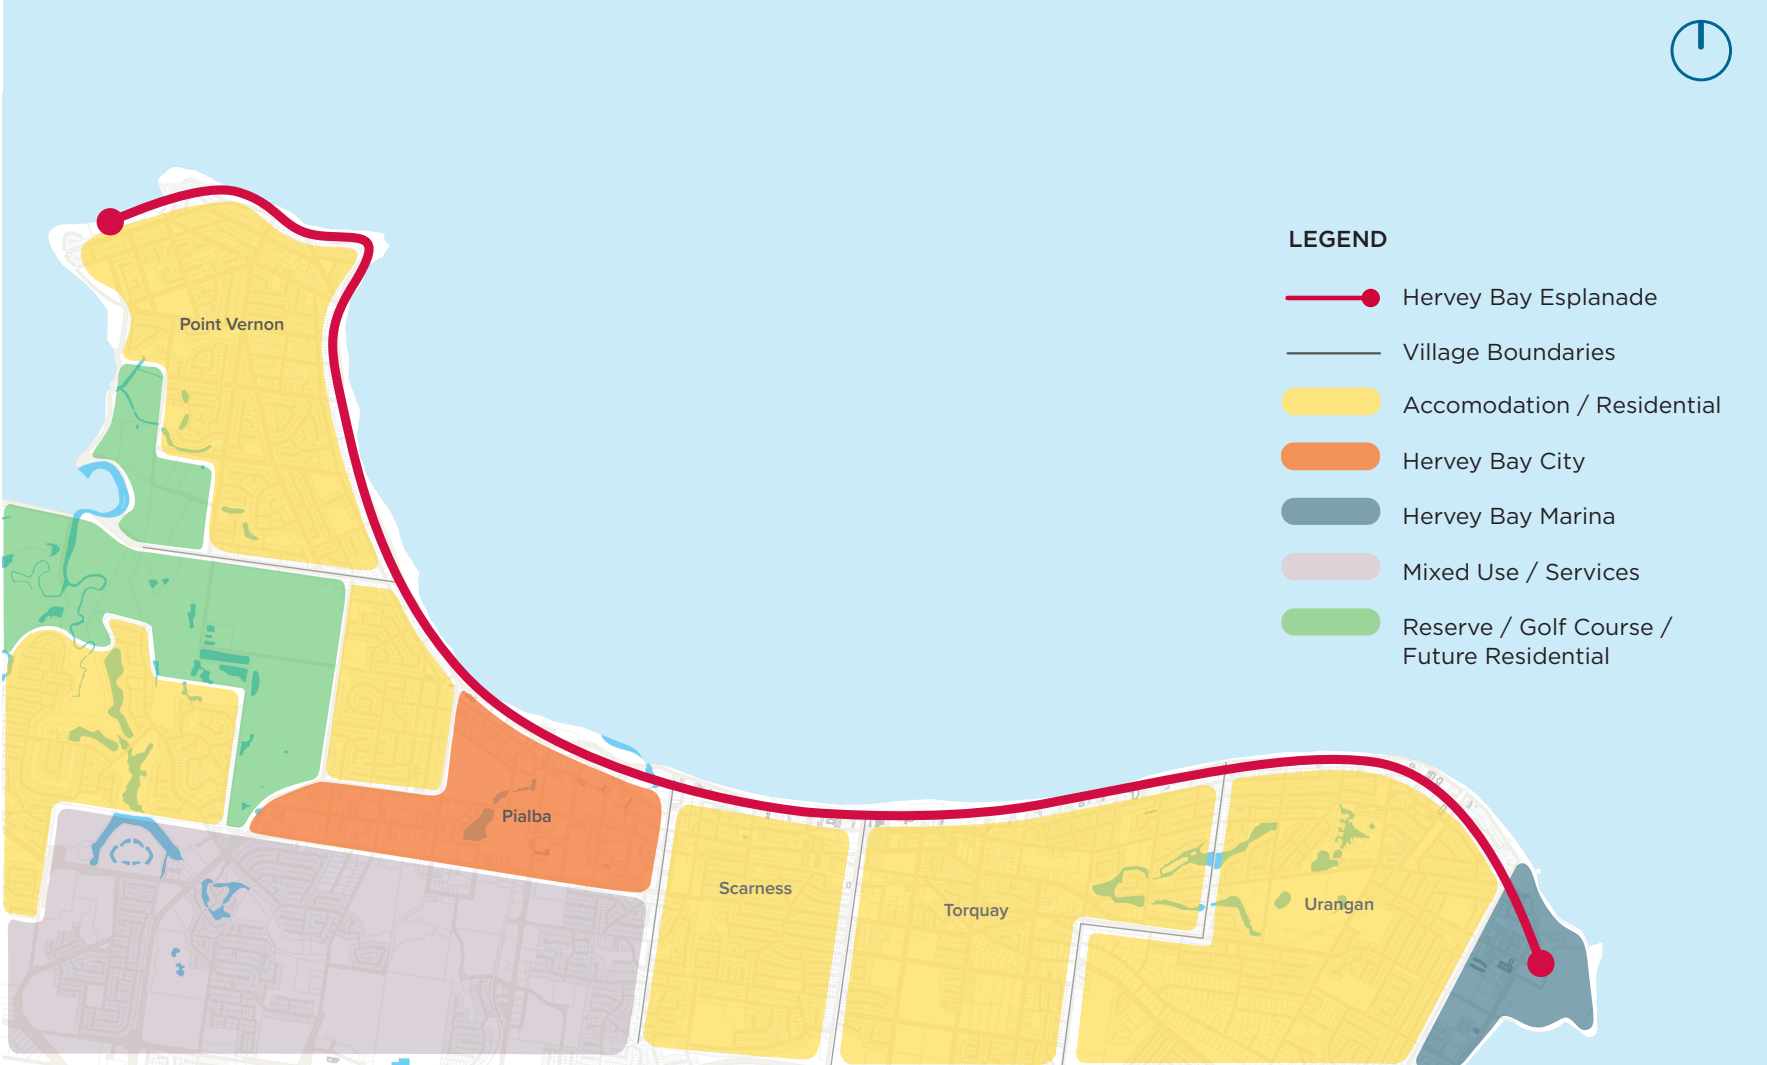 LEGEND
Hervey Bay Esplanade
Village Boundaries
Accomodation / Residential
Hervey Bay City
Hervey Bay Marina
Mixed Use / Services
Reserve / Golf Course /
Future Residential
Point Vernon
Pialba
Scarness
Torquay
Urangan